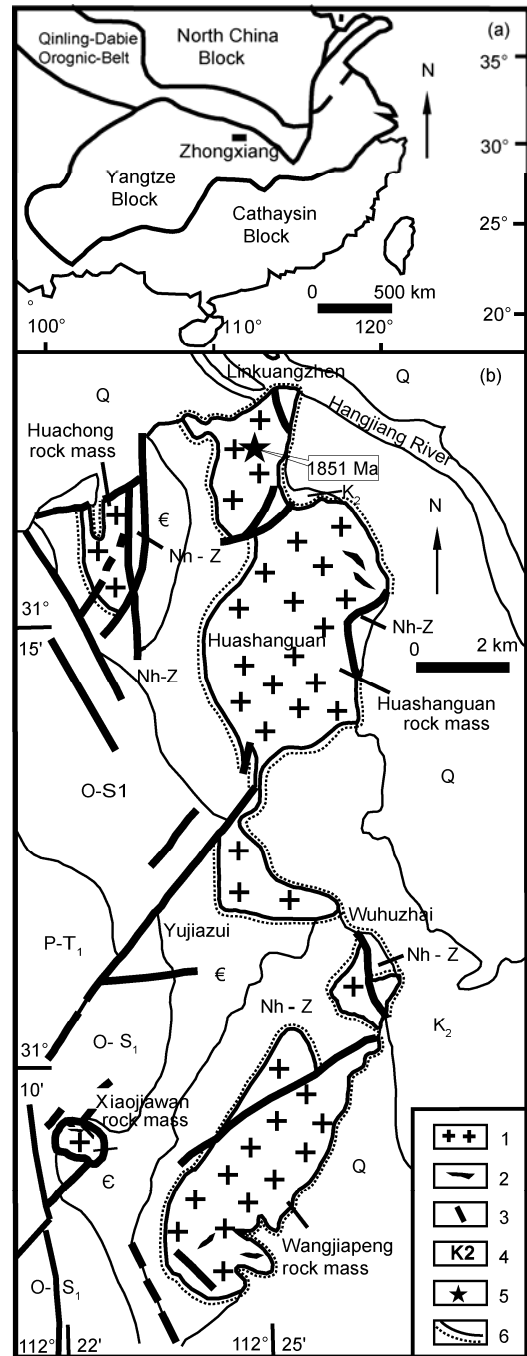 (a)
Qinling-Dabie
Orognic-Belt
North China
Block
N
35°
Zhongxiang
30°
Yangtze
Block
Cathaysin
Block
25°
0 500 km
°
20°
100° 110° 120°
(b)
Linkuangzhen
Q
Q
Hangjiang River
Huachong
rock mass
1851 Ma
K2
N
€
Nh - Z
31°
15'
Huashanguan
Nh-Z
0 2 km
Nh-Z
Huashanguan
rock mass
Q
O-S1
Wuhuzhai
Yujiazui
P-T1
Nh - Z
€
Nh - Z
K2
O- S1
31°
10'
Xiaojiawan
rock mass
Q
€
Wangjiapeng
rock mass
O- S1
1
2
3
K2 4
5
6
112° 22' 112° 25'